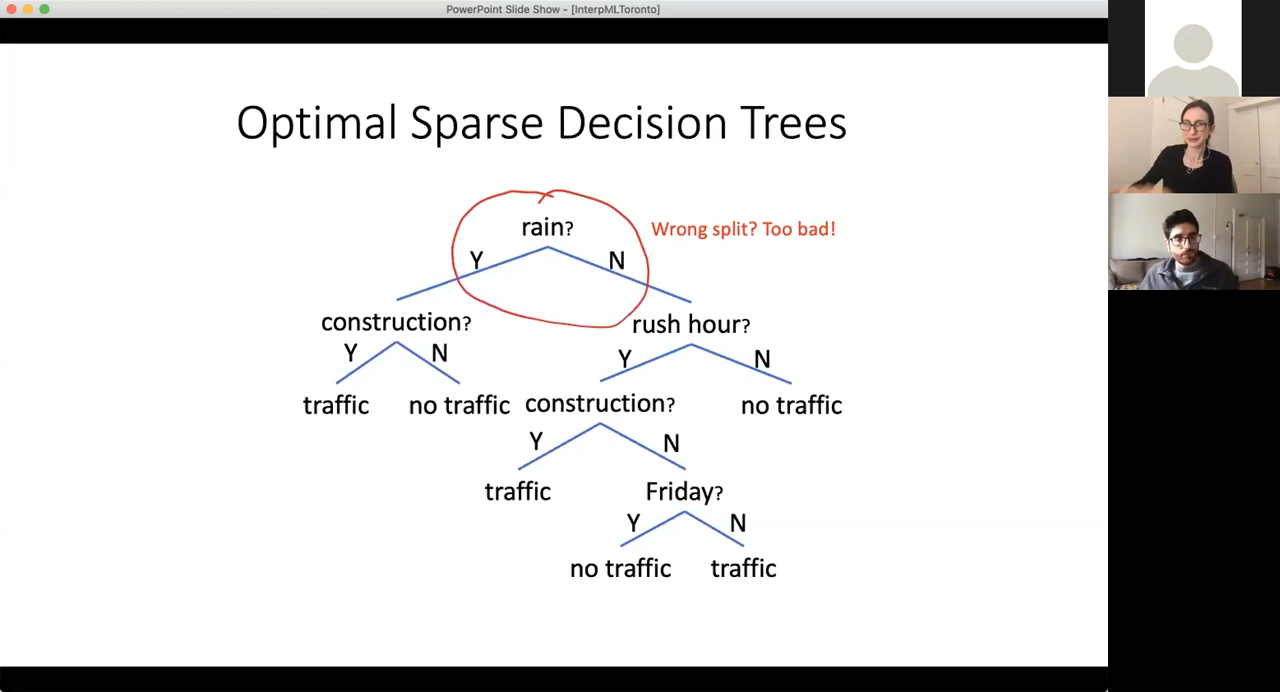 PowerPoint Slide Show - [InterpMLToronto]
Optimal Sparse Decision Trees
rain?
Wrong split? Too bad!
Y
N
construction?
rush hour?
Y
N
Y
N
traffic
no traffic
construction?
no traffic
Y
N
traffic
Friday?
Y
N
no traffic
traffic